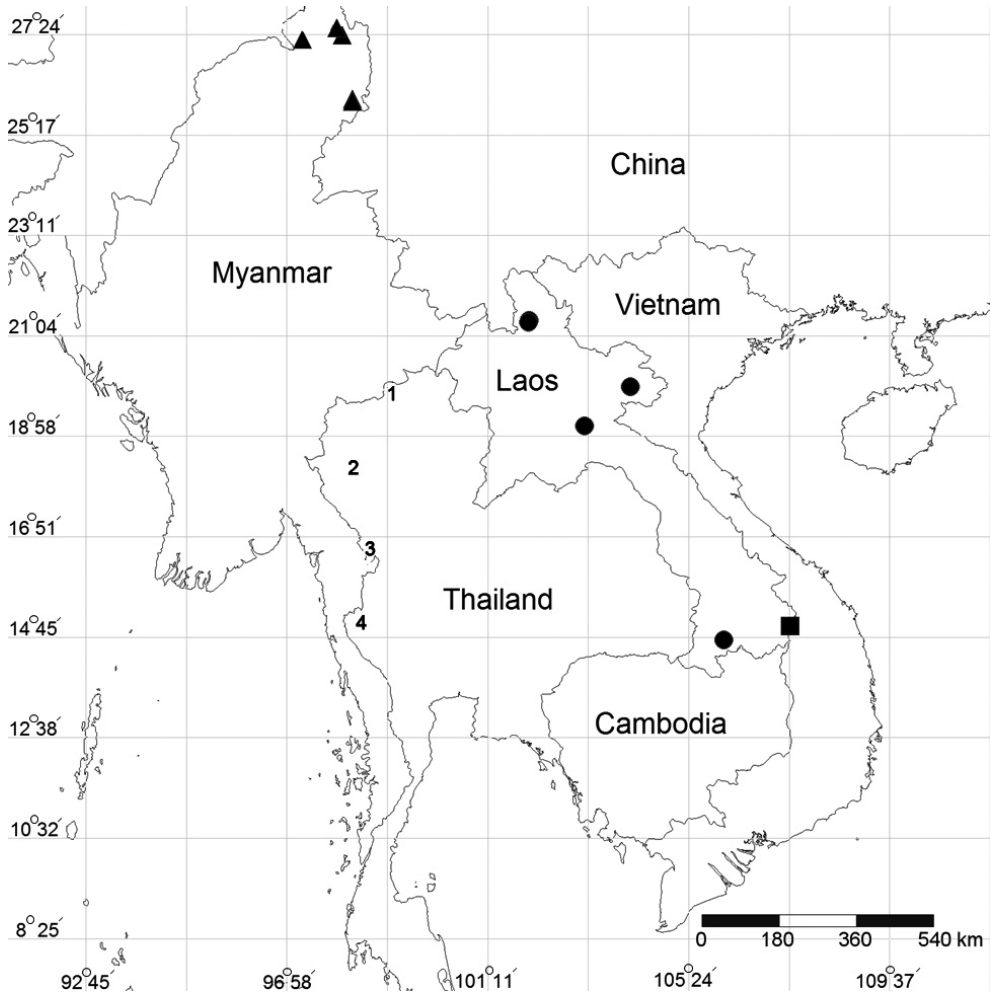 27°24′
25°17′
China
23°11′
Myanmar
Vietnam
21°04′
Laos
1
18°58′
2
16°51′
3
Thailand
4
14°45′
Cambodia
12°38′
10°32′
8°25′
0 180 360 540 km
92°45′ 96°58′ 101°11′ 105°24′ 109°37′